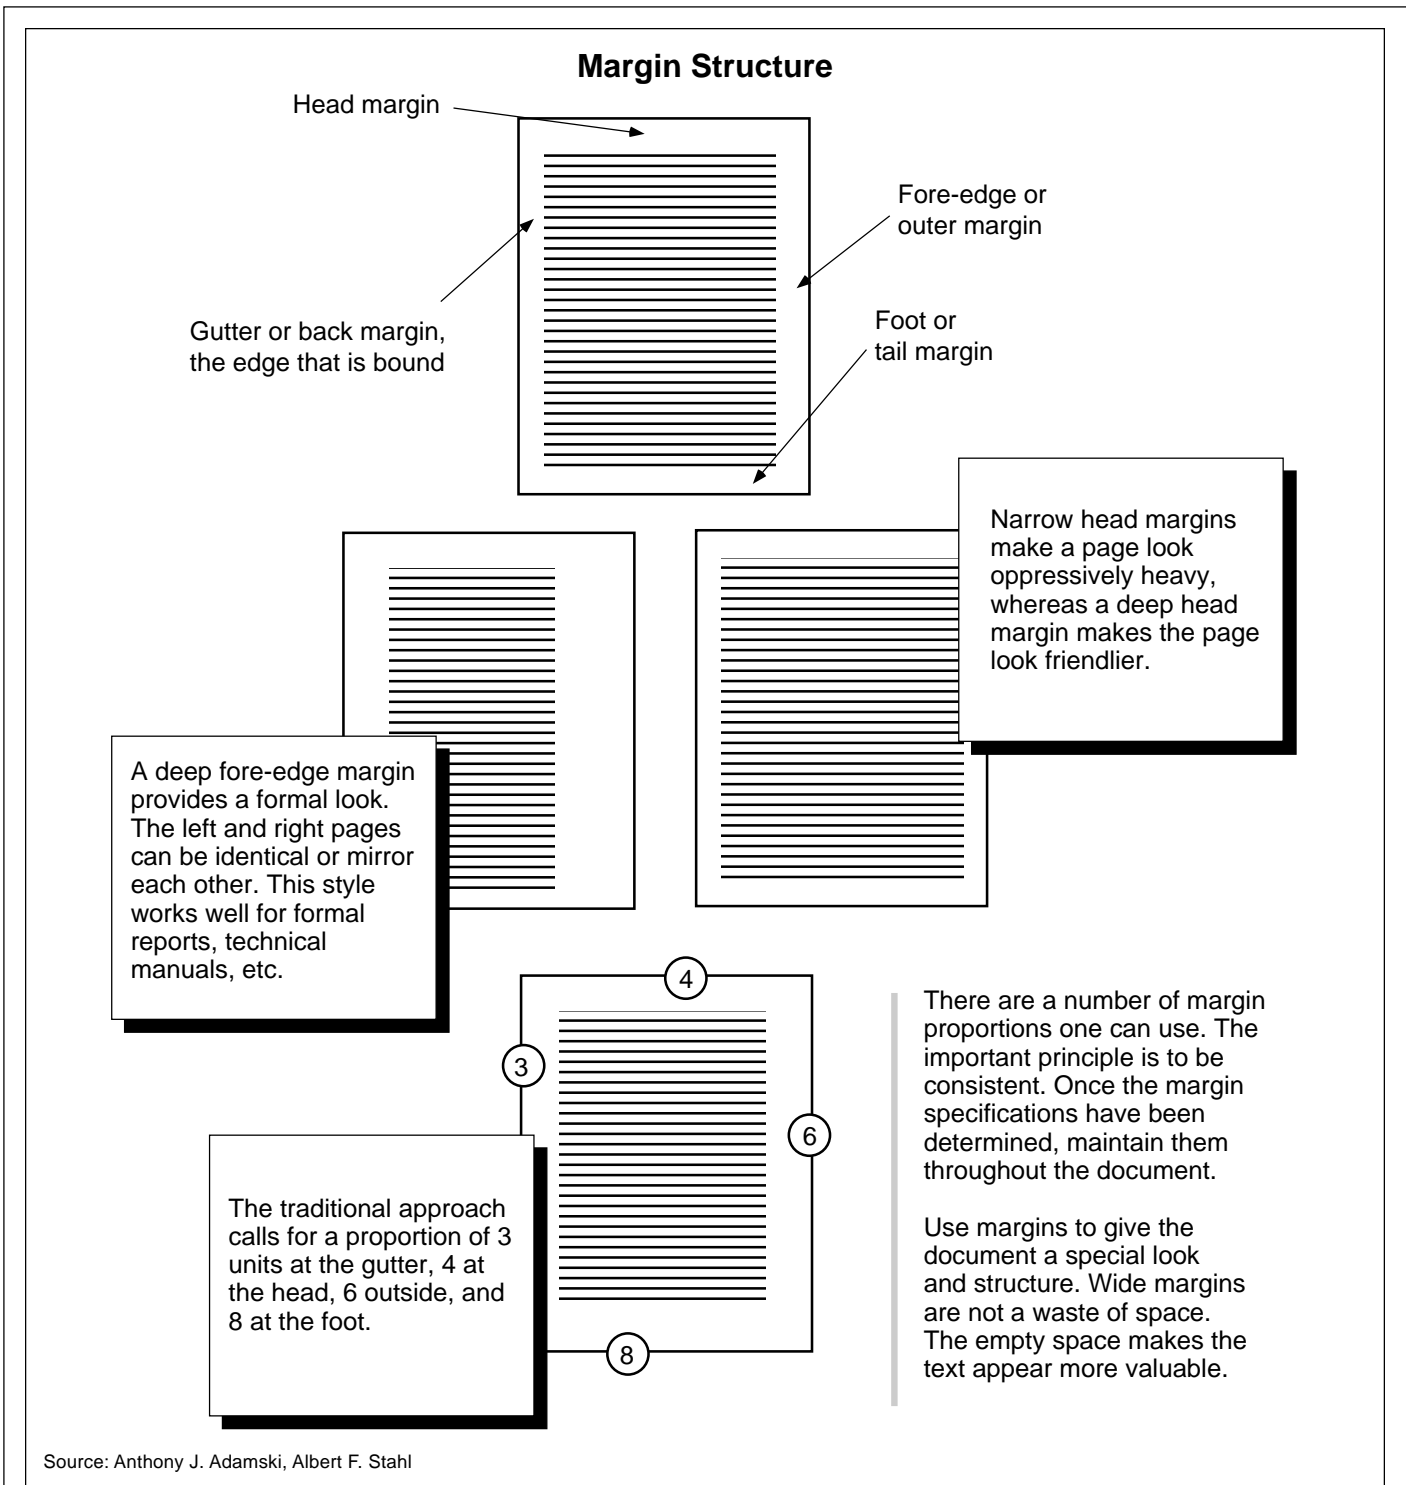 Margin Structure
Head margin
Fore-edge or
outer margin
Gutter or back margin,
the edge that is bound
Foot or
tail margin
Narrow head margins
make a page look
oppressively heavy,
whereas a deep head
margin makes the page
look friendlier.
A deep fore-edge margin
provides a formal look.
The left and right pages
can be identical or mirror
each other. This style
works well for formal
reports, technical
manuals, etc.
4
3
6
8
The traditional approach
calls for a proportion of 3
units at the gutter, 4 at
the head, 6 outside, and
8 at the foot.
There are a number of margin
proportions one can use. The
important principle is to be
consistent. Once the margin
specifications have been
determined, maintain them
throughout the document.
Use margins to give the
document a special look
and structure. Wide margins
are not a waste of space.
The empty space makes the
text appear more valuable.
Source: Anthony J. Adamski, Albert F. Stahl